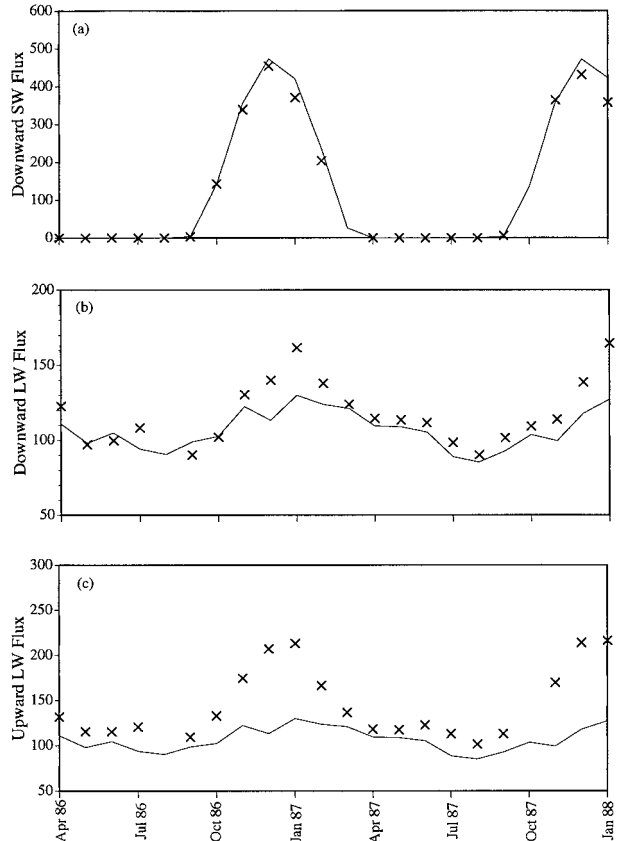 600
(a)
500
400
300
200
100
0
Downward SW Flux
200
(b)
150
100
50
Downward LW Flux
300
(c)
250
200
150
100
50
Upward LW Flux
Apr 86
Jul 86
Oct 86
Jan 87
Apr 87
Jul 87
Oct 87
Jan 88